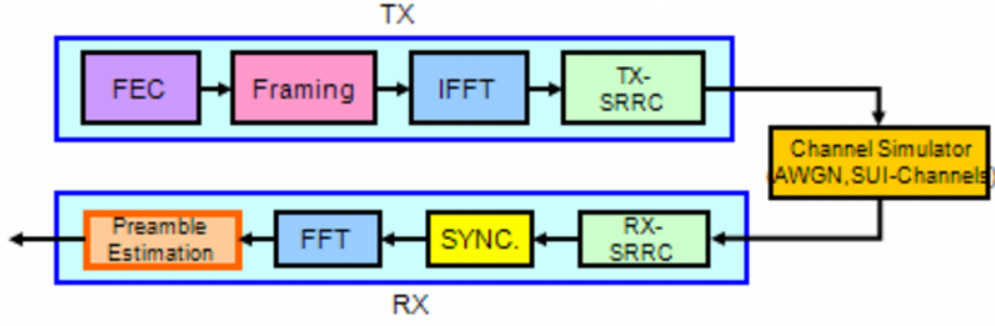 TX
FEC
Framing
IFFT
TX-
SRRC
Channel Simulator
(AWGN,SUI-Channels)
Preamble
Estimation
FFT
SYNC.
RX-
SRRC
RX